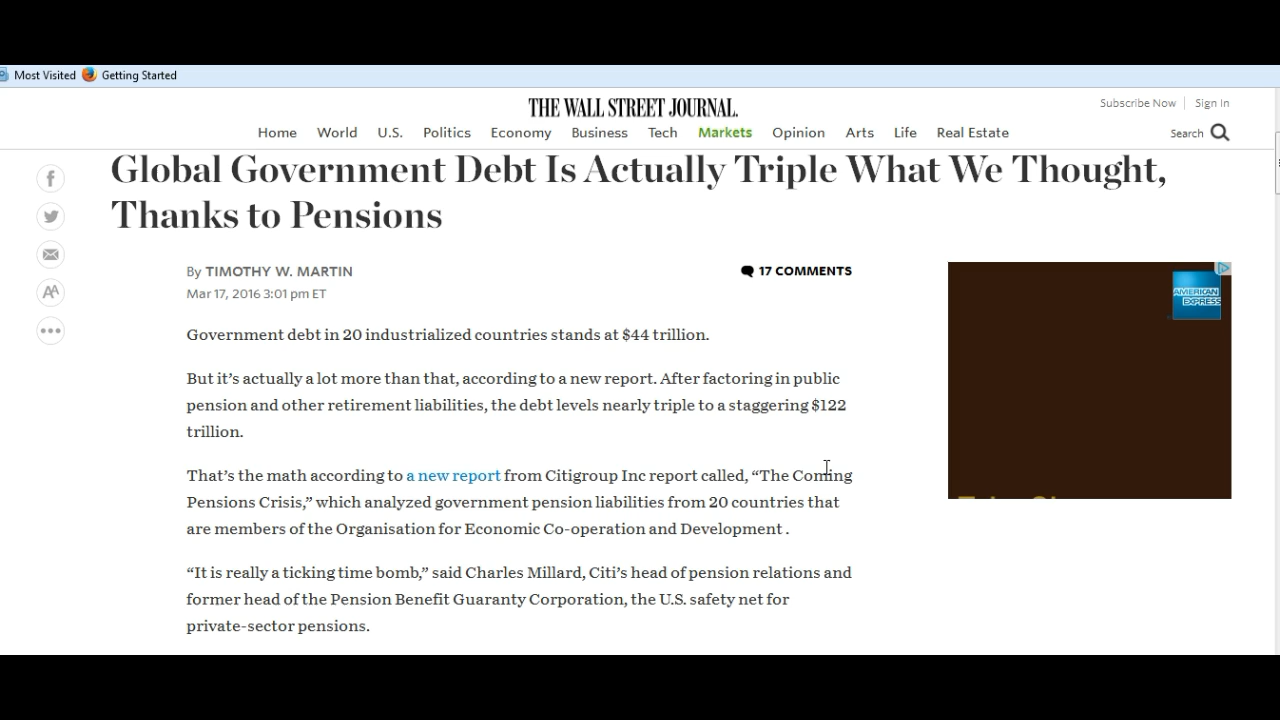 Most Visited Getting Started
THE WALL STREET JOURNAL.
Subscribe Now Sign In
Home World U.S. Politics Economy Business Tech Markets Opinion Arts Life Real Estate
Search
Global Government Debt Is Actually Triple What We Thought,
Thanks to Pensions
By TIMOTHY W. MARTIN
17 COMMENTS
Mar 17, 2016 3:01 pm ET
Government debt in 20 industrialized countries stands at $44 trillion.
But it’s actually a lot more than that, according to a new report. After factoring in public
pension and other retirement liabilities, the debt levels nearly triple to a staggering $122
trillion.
That’s the math according to a new report from Citigroup Inc report called, “The Coming
Pensions Crisis,” which analyzed government pension liabilities from 20 countries that
are members of the Organisation for Economic Co-operation and Development .
“It is really a ticking time bomb,” said Charles Millard, Citi’s head of pension relations and
former head of the Pension Benefit Guaranty Corporation, the U.S. safety net for
private-sector pensions.
AMERICAN
EXPRESS